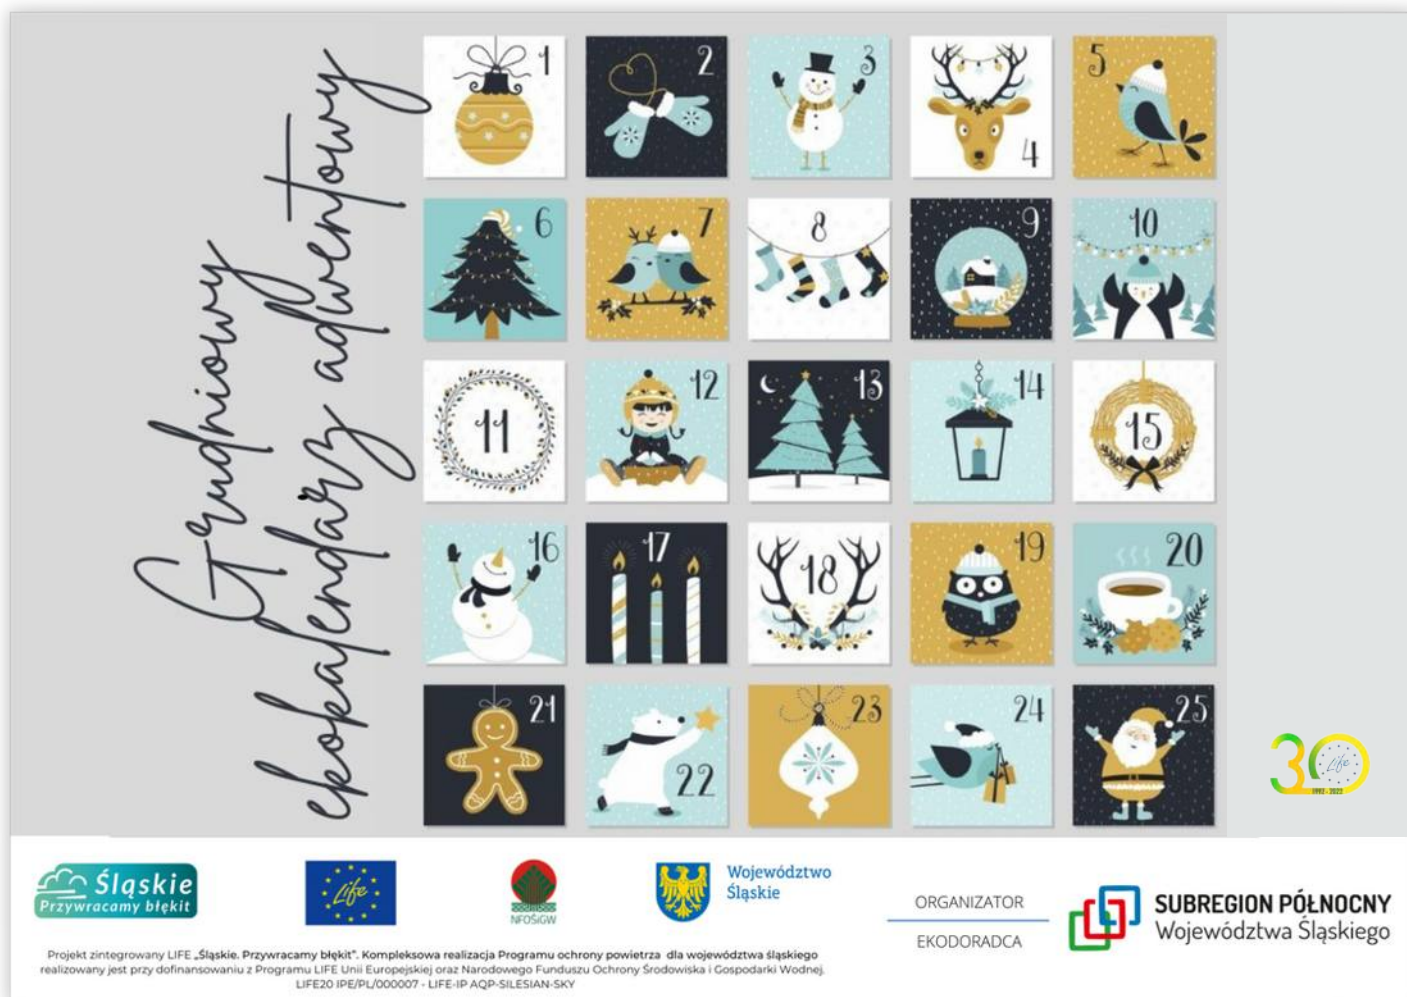 Grudniowy
ekokalendarz adwentowy
1
2
3
4
5
6
7
8
9
10
11
12
13
14
15
16
17
18
19
20
21
22
23
24
25
30
Life
1992 - 2022
Śląskie
Przywracamy błękit
Life
NFOŚiGW
Województwo
Śląskie
ORGANIZATOR
EKODORADCA
SUBREGION PÓŁNOCNY
Województwa Śląskiego
Projekt zintegrowany LIFE „Śląskie. Przywracamy błękit”. Kompleksowa realizacja Programu ochrony powietrza dla województwa śląskiego
realizowany jest przy dofinansowaniu z Programu LIFE Unii Europejskiej oraz Narodowego Funduszu Ochrony Środowiska i Gospodarki Wodnej.
LIFE20 IPE/PL/000007 - LIFE-IP AQP-SILESIAN-SKY